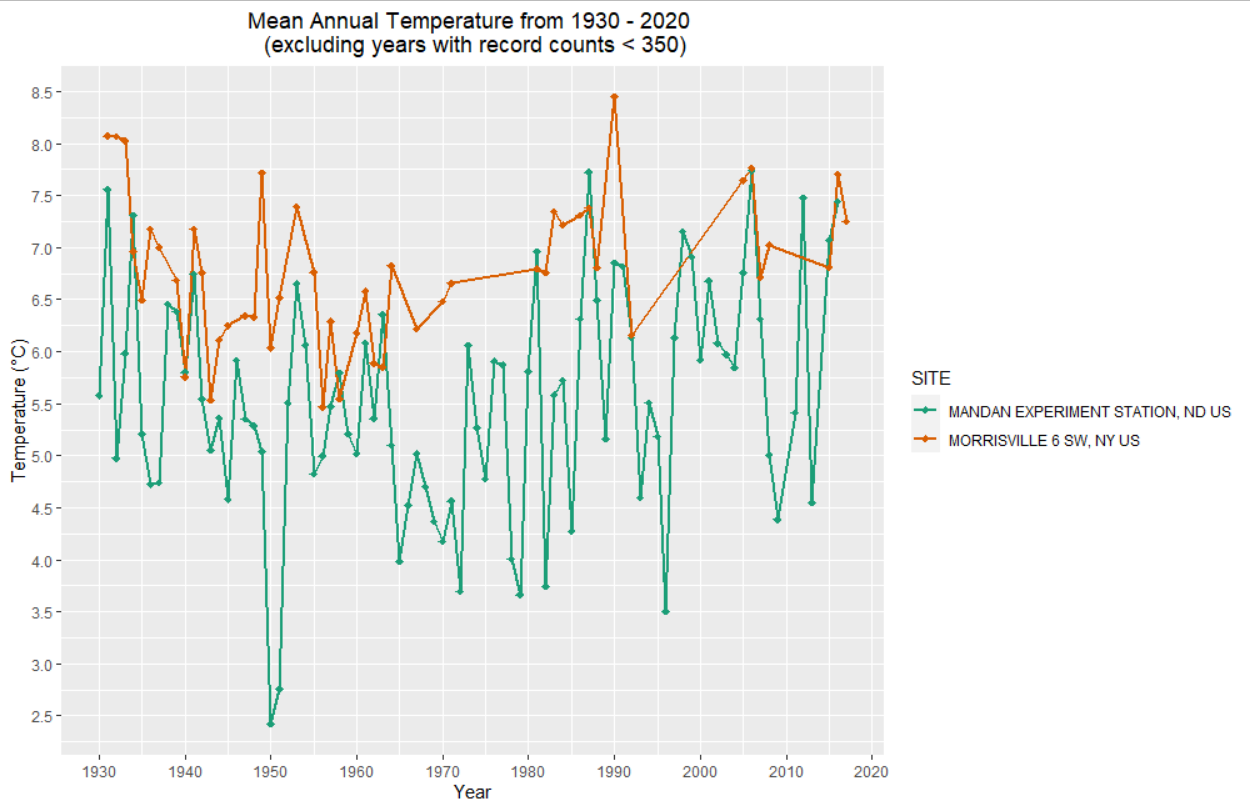 Mean Annual Temperature from 1930 - 2020
(excluding years with record counts < 350)
Temperature (°C)
8.5
8.0
7.5
7.0
6.5
6.0
5.5
5.0
4.5
4.0
3.5
3.0
2.5
1930 1940 1950 1960 1970 1980 1990 2000 2010 2020
Year
SITE
MANDAN EXPERIMENT STATION, ND US
MORRISVILLE 6 SW, NY US